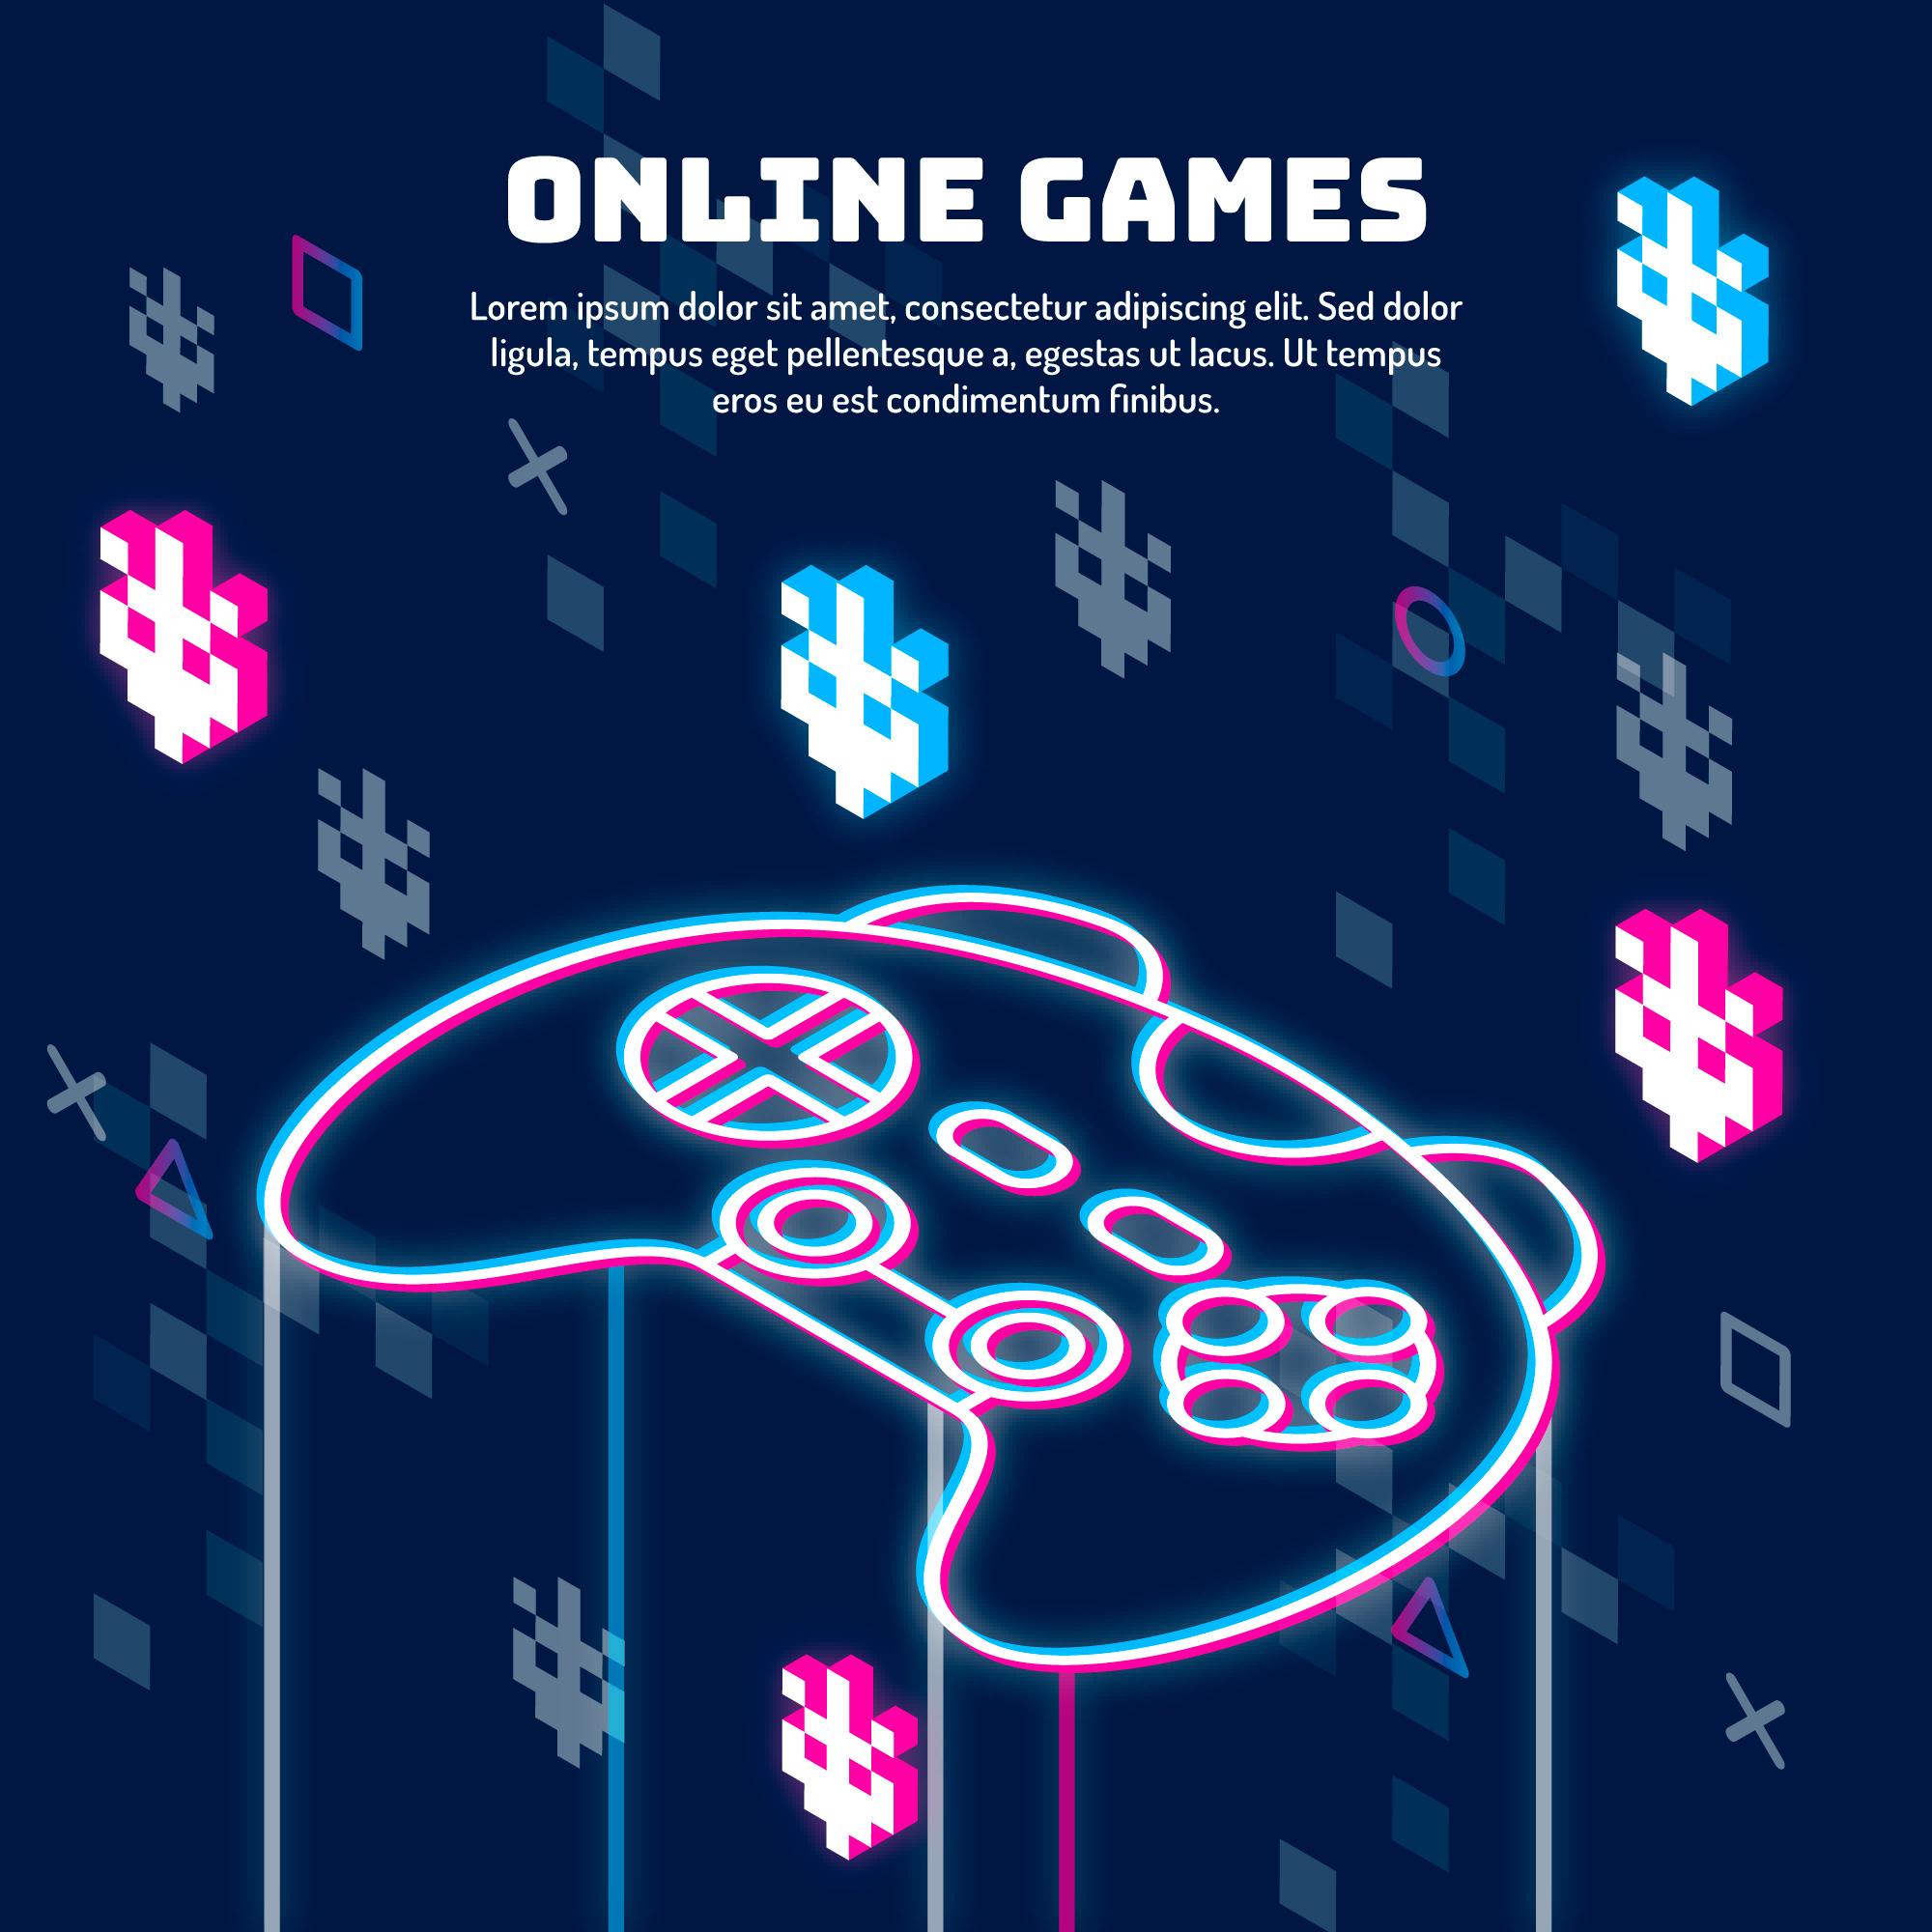 ONLINE GAMES
Lorem ipsum dolor sit amet, consectetur adipiscing elit. Sed dolor
ligula, tempus eget pellentesque a, egestas ut lacus. Ut tempus
eros eu est condimentum finibus.